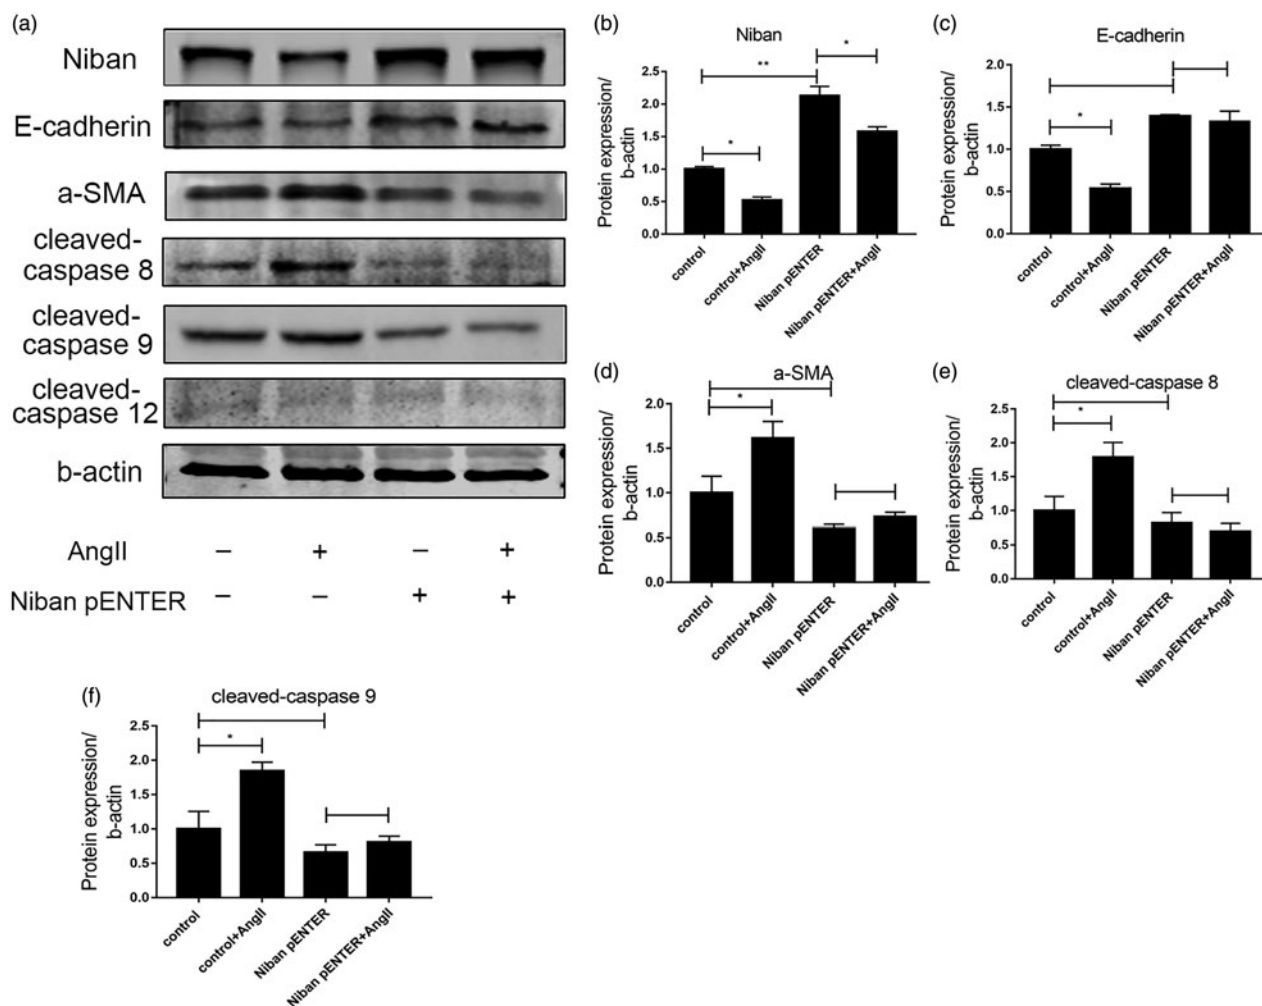 (a)
Niban
E-cadherin
a-SMA
cleaved-
caspase 8
cleaved-
caspase 9
cleaved-
caspase 12
b-actin
AngII − + − +
Niban pENTER − − + +
(b)
Niban
Protein expression/
b-actin
2.5
2.0
1.5
1.0
0.5
0.0
*
**
*
control
control+AngII
Niban pENTER
Niban pENTER+AngII
(c)
E-cadherin
Protein expression/
b-actin
2.0
1.5
1.0
0.5
0.0
*
control
control+AngII
Niban pENTER
Niban pENTER+AngII
(d)
a-SMA
Protein expression/
b-actin
2.0
1.5
1.0
0.5
0.0
*
control
control+AngII
Niban pENTER
Niban pENTER+AngII
(e)
cleaved-caspase 8
Protein expression/
b-actin
2.5
2.0
1.5
1.0
0.5
0.0
*
control
control+AngII
Niban pENTER
Niban pENTER+AngII
(f)
cleaved-caspase 9
Protein expression/
b-actin
2.5
2.0
1.5
1.0
0.5
0.0
*
control
control+AngII
Niban pENTER
Niban pENTER+AngII